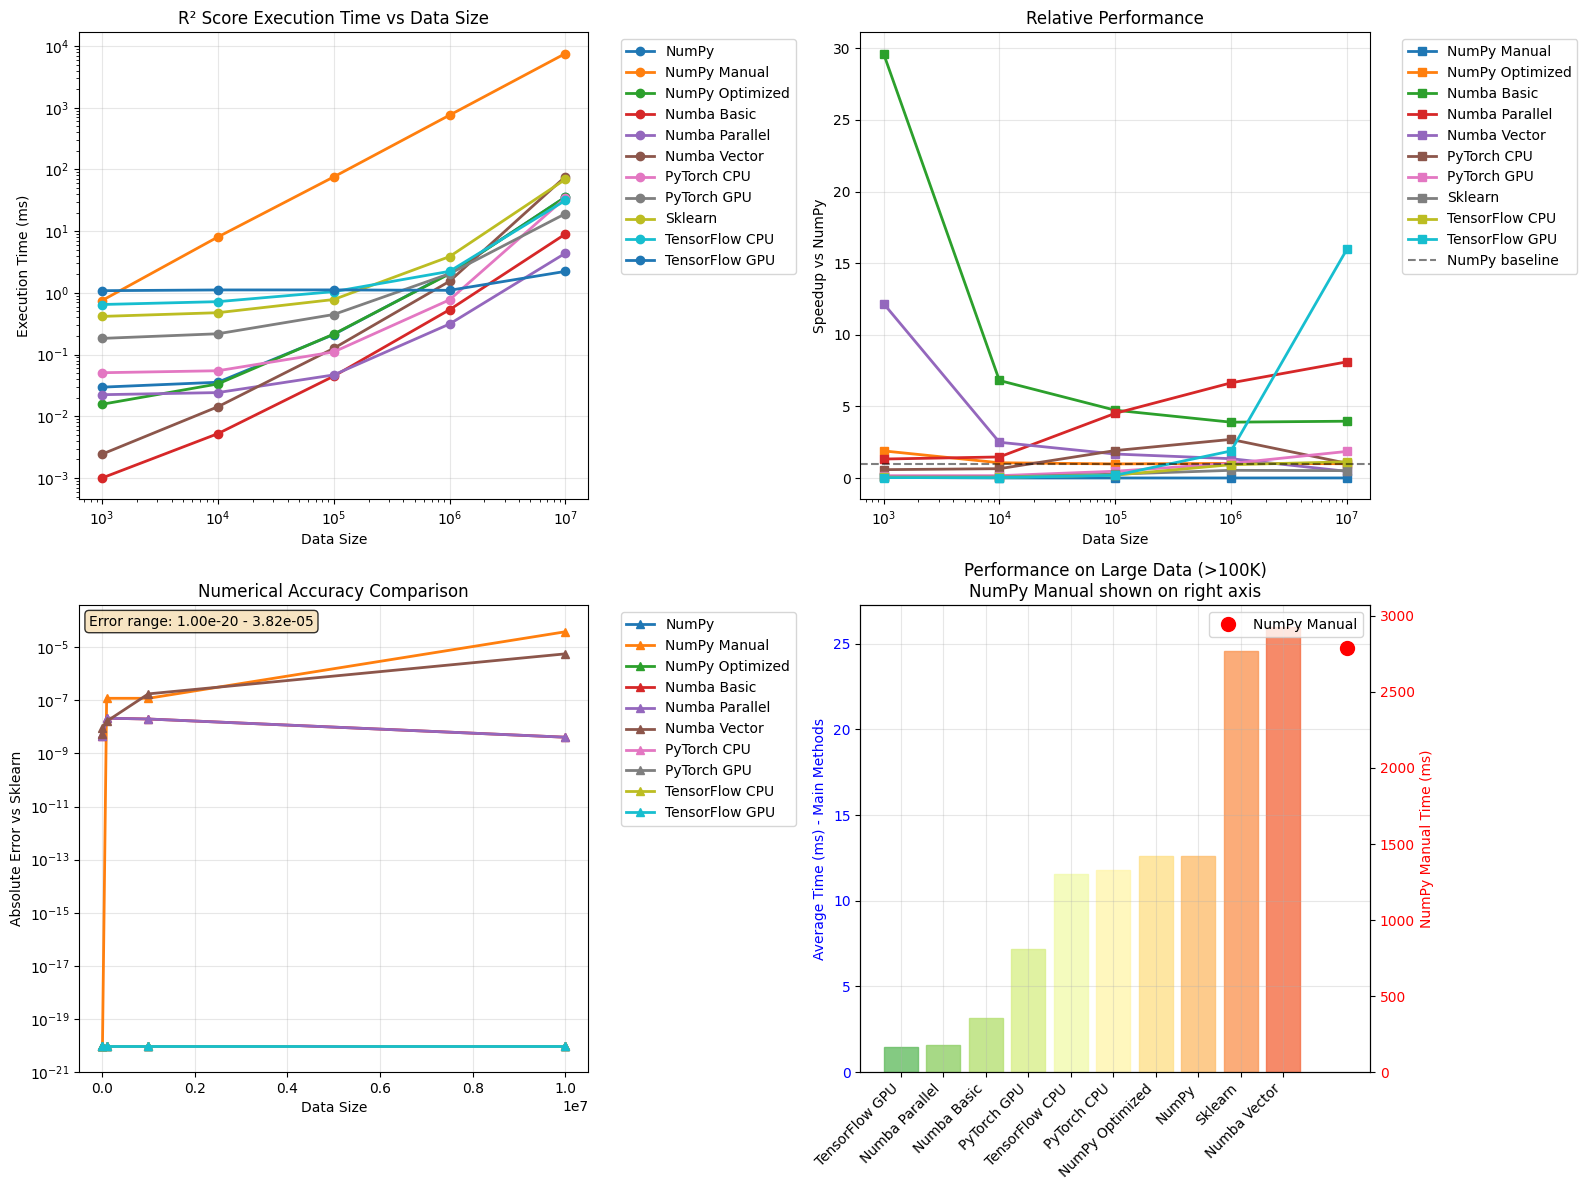 R² Score Execution Time vs Data Size
10⁴
10³
10²
10¹
10⁰
10⁻¹
10⁻²
10⁻³
Execution Time (ms)
10³ 10⁴ 10⁵ 10⁶ 10⁷
Data Size
NumPy
NumPy Manual
NumPy Optimized
Numba Basic
Numba Parallel
Numba Vector
PyTorch CPU
PyTorch GPU
Sklearn
TensorFlow CPU
TensorFlow GPU
Relative Performance
30
25
20
15
10
5
0
Speedup vs NumPy
10³ 10⁴ 10⁵ 10⁶ 10⁷
Data Size
NumPy Manual
NumPy Optimized
Numba Basic
Numba Parallel
Numba Vector
PyTorch CPU
PyTorch GPU
Sklearn
TensorFlow CPU
TensorFlow GPU
NumPy baseline
Numerical Accuracy Comparison
Error range: 1.00e-20 - 3.82e-05
10⁻⁵
10⁻⁷
10⁻⁹
10⁻¹¹
10⁻¹³
10⁻¹⁵
10⁻¹⁷
10⁻¹⁹
10⁻²¹
Absolute Error vs Sklearn
0.0 0.2 0.4 0.6 0.8 1.0
1e7
Data Size
NumPy
NumPy Manual
NumPy Optimized
Numba Basic
Numba Parallel
Numba Vector
PyTorch CPU
PyTorch GPU
TensorFlow CPU
TensorFlow GPU
Performance on Large Data (>100K)
NumPy Manual shown on right axis
NumPy Manual
25
20
15
10
5
0
Average Time (ms) - Main Methods
3000
2500
2000
1500
1000
500
0
NumPy Manual Time (ms)
TensorFlow GPU
Numba Parallel
Numba Basic
PyTorch GPU
TensorFlow CPU
PyTorch CPU
NumPy Optimized
NumPy
Sklearn
Numba Vector